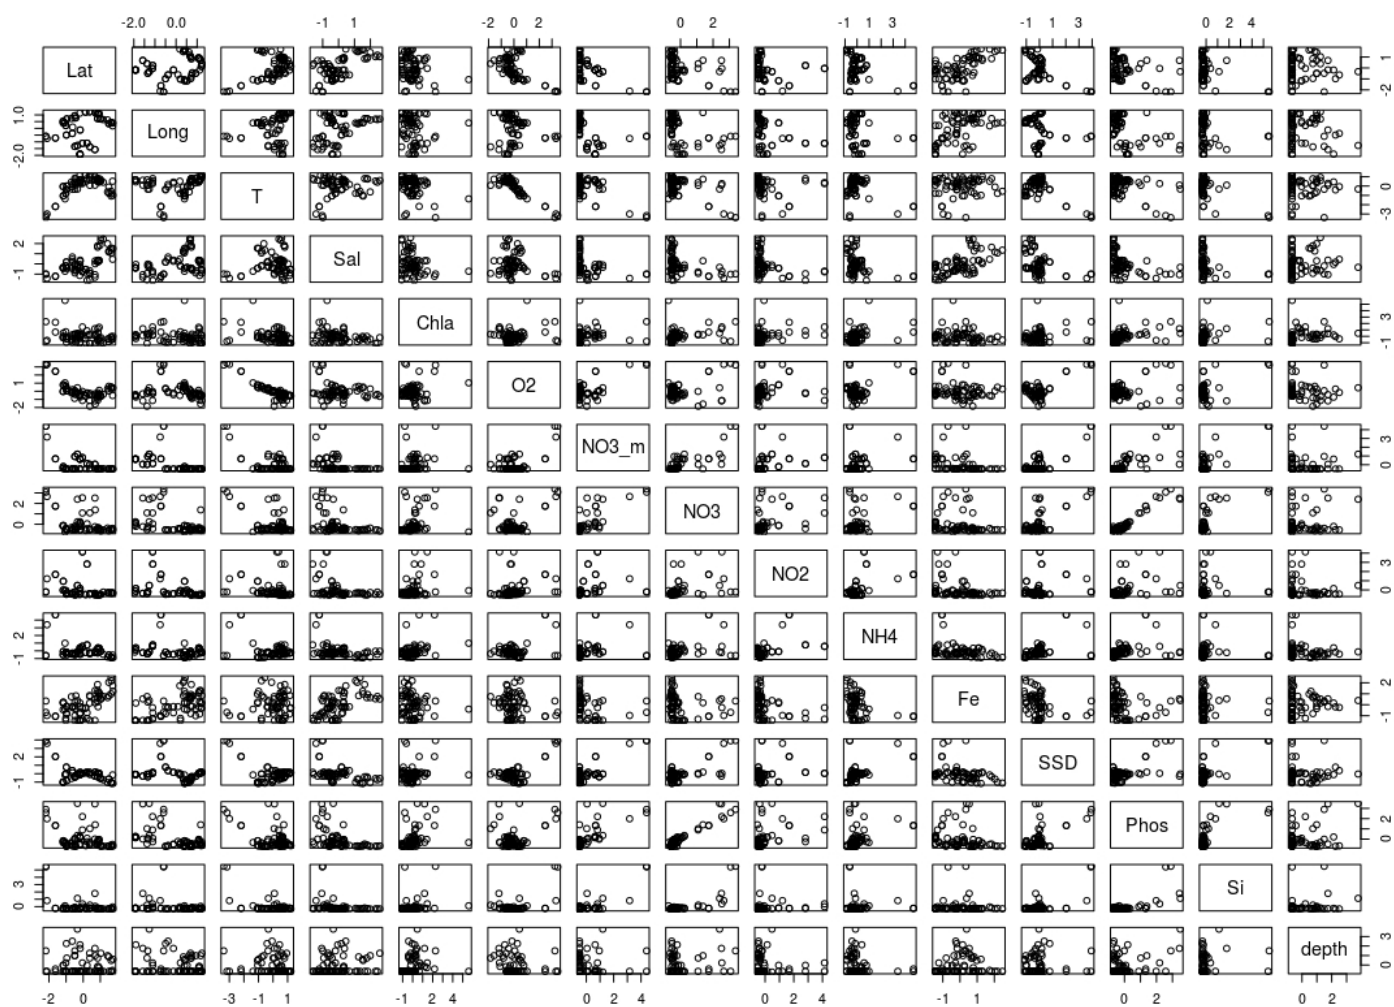 -2.0 0.0 -1 1 -2 0 2 0 2 -1 1 3 -1 1 3 0 2 4
Lat 1 -2
1.0 -2.0 Long
T 0 -3
2 -1 Sal
Chla 3 -1
1 -2 O2
NO3_m 3 0
2 0 NO3
NO2 3 0
2 -1 NH4
Fe 2 -1
2 -1 SSD
Phos 2 0
3 0 Si
depth 3 0
-2 0 -3 -1 1 -1 1 2 4 0 2 4 0 2 4 -1 1 2 0 2 2